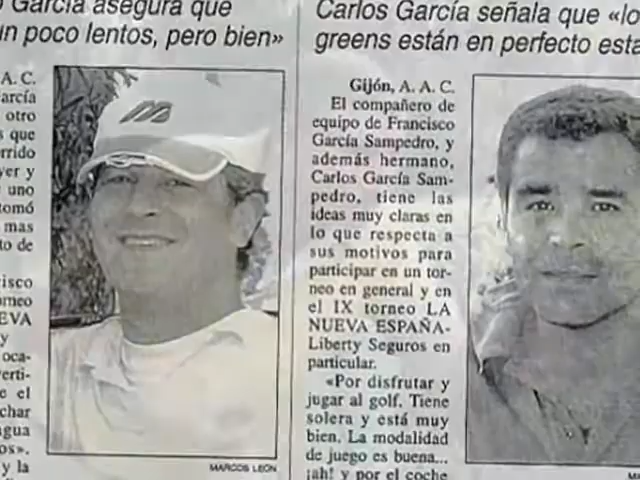 García asegura que
un poco lentos, pero bien»
A. C.
arcía
otro
s que
rrido
yer y
uno
tomó
mas
to de
isco
orneo
EVA
y
oca-
erti-
e el
char
gua
os».
y la
MARCOS LEÓN
Carlos García señala que «lo
greens están en perfecto esta
Gijón, A. A. C.
El compañero de
equipo de Francisco
García Sampedro, y
además hermano,
Carlos García Sam-
pedro, tiene las
ideas muy claras en
lo que respecta a
sus motivos para
participar en un tor-
neo en general y en
el IX torneo LA
NUEVA ESPAÑA-
Liberty Seguros en
particular.
«Por disfrutar y
jugar al golf. Tiene
solera y está muy
bien. La modalidad
de juego es buena...
¡ah! y por el coche